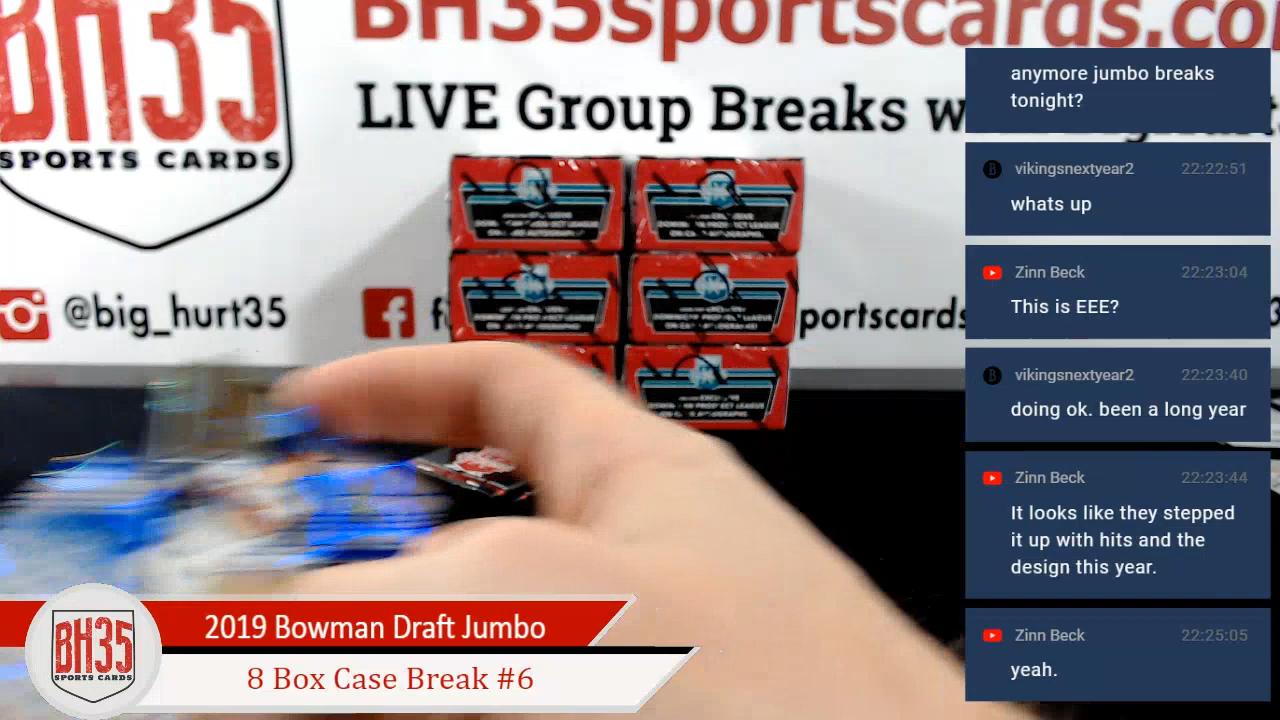 BH35
SPORTS CARDS
BH35sportscards.co
LIVE Group Breaks w
@big_hurt35
f
portscards
anymore jumbo breaks
tonight?
vikingsnextyear2 22:22:51
whats up
Zinn Beck 22:23:04
This is EEE?
vikingsnextyear2 22:23:40
doing ok. been a long year
Zinn Beck 22:23:44
It looks like they stepped
it up with hits and the
design this year.
Zinn Beck 22:25:05
yeah.
BH35
SPORTS CARDS
2019 Bowman Draft Jumbo
8 Box Case Break #6